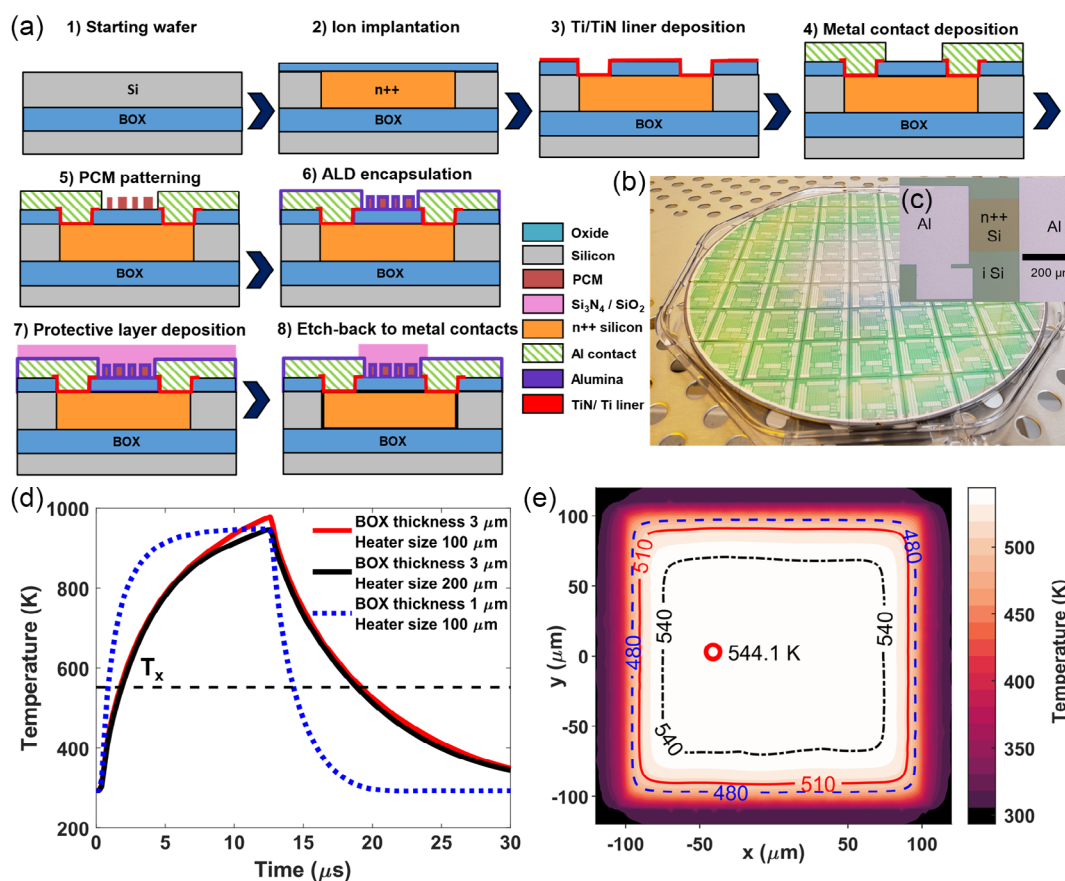 (a)
1) Starting wafer
2) Ion implantation
3) Ti/TiN liner deposition
4) Metal contact deposition
Si
BOX
n++
BOX
BOX
BOX
5) PCM patterning
6) ALD encapsulation
BOX
BOX
7) Protective layer deposition
8) Etch-back to metal contacts
BOX
BOX
Oxide
Silicon
PCM
Si3N4 / SiO2
n++ silicon
Al contact
Alumina
TiN/ Ti liner
(b)
(c)
Al
n++
Si
Al
i Si
200 μm
(d)
1000
800
600
400
200
Temperature (K)
BOX thickness 3 μm
Heater size 100 μm
BOX thickness 3 μm
Heater size 200 μm
BOX thickness 1 μm
Heater size 100 μm
Tx
0
5
10
15
20
25
30
Time (μs)
(e)
100
50
0
-50
-100
y (μm)
510
480
540
540
544.1 K
480
540
510
480
-100
-50
0
50
100
x (μm)
500
450
400
350
300
Temperature (K)